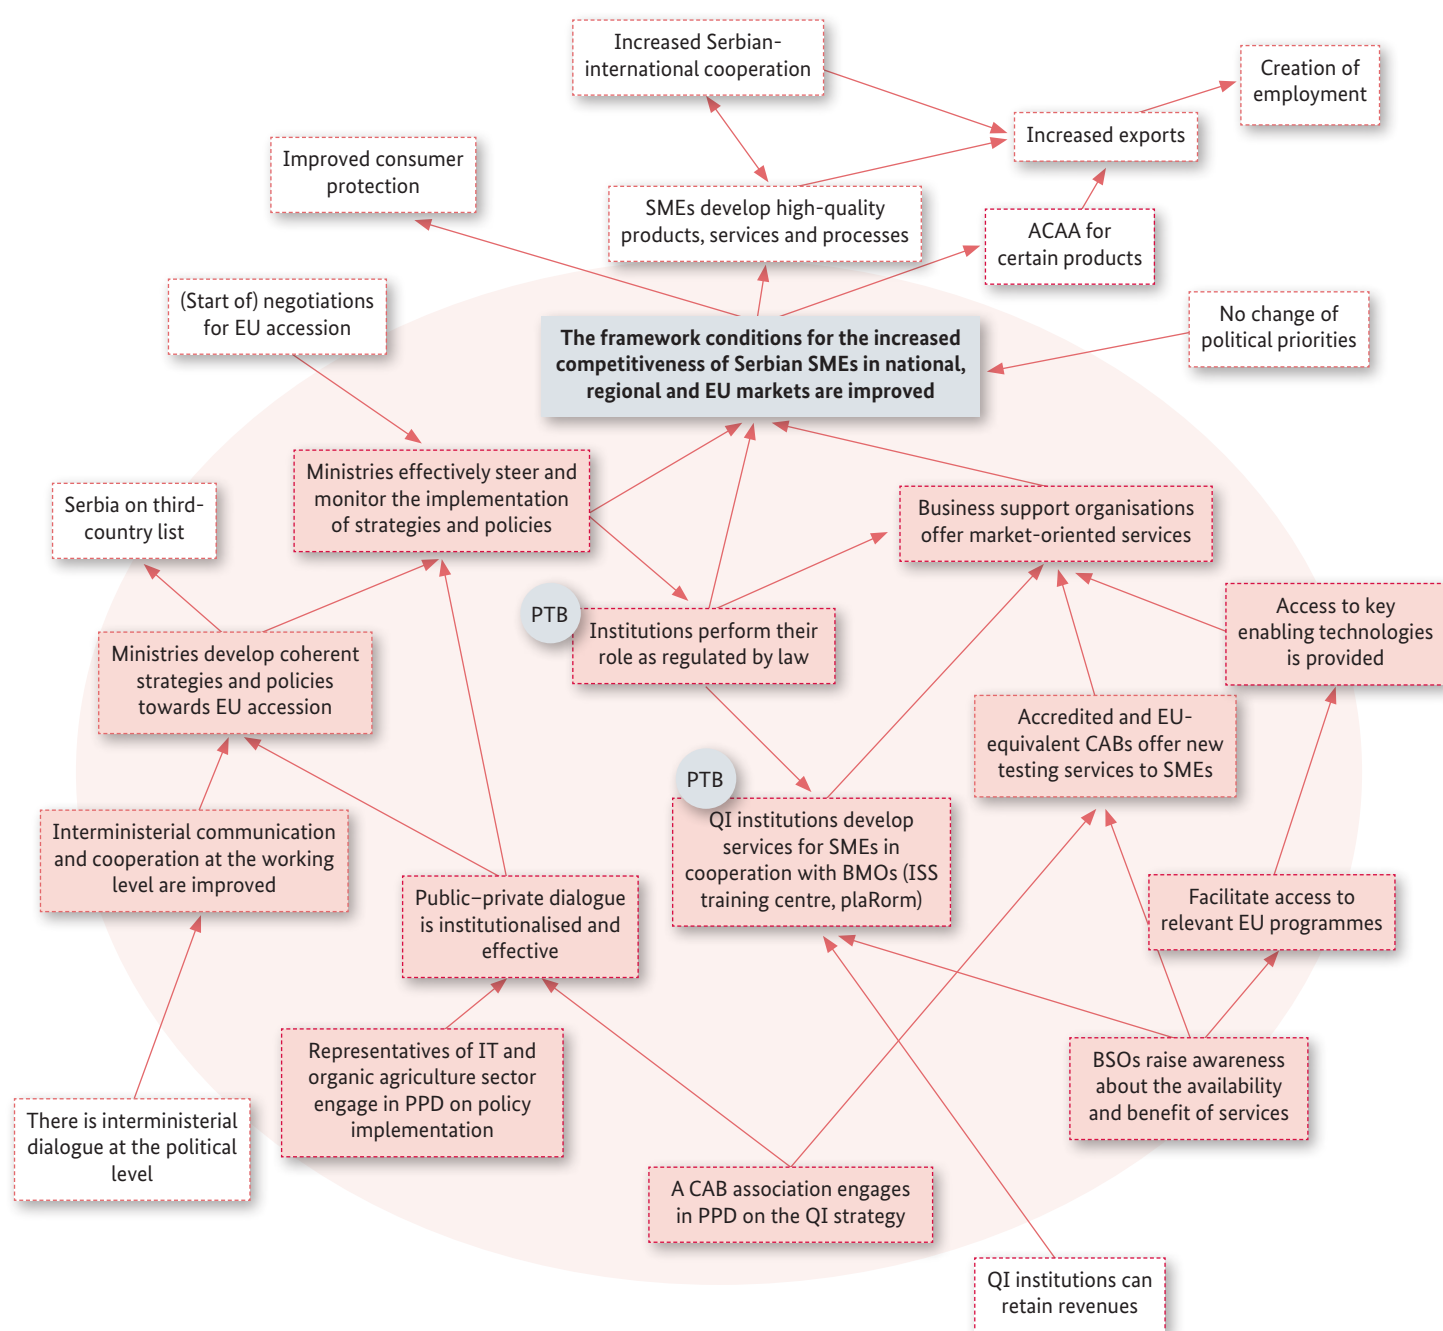 Increased Serbian-
international cooperation
Creation of
employment
Increased exports
Improved consumer
protection
SMEs develop high-quality
products, services and processes
ACAA for
certain products
(Start of) negotiations
for EU accession
No change of
political priorities
The framework conditions for the increased
competitiveness of Serbian SMEs in national,
regional and EU markets are improved
Ministries effectively steer and
monitor the implementation
of strategies and policies
Serbia on third-
country list
Business support organisations
offer market-oriented services
PTB
Institutions perform their
role as regulated by law
Access to key
enabling technologies
is provided
Ministries develop coherent
strategies and policies
towards EU accession
Accredited and EU-
equivalent CABs offer new
testing services to SMEs
PTB
QI institutions develop
services for SMEs in
cooperation with BMOs (ISS
training centre, plaRorm)
Interministerial communication
and cooperation at the working
level are improved
Public–private dialogue
is institutionalised and
effective
Facilitate access to
relevant EU programmes
Representatives of IT and
organic agriculture sector
engage in PPD on policy
implementation
BSOs raise awareness
about the availability
and benefit of services
There is interministerial
dialogue at the political
level
A CAB association engages
in PPD on the QI strategy
QI institutions can
retain revenues